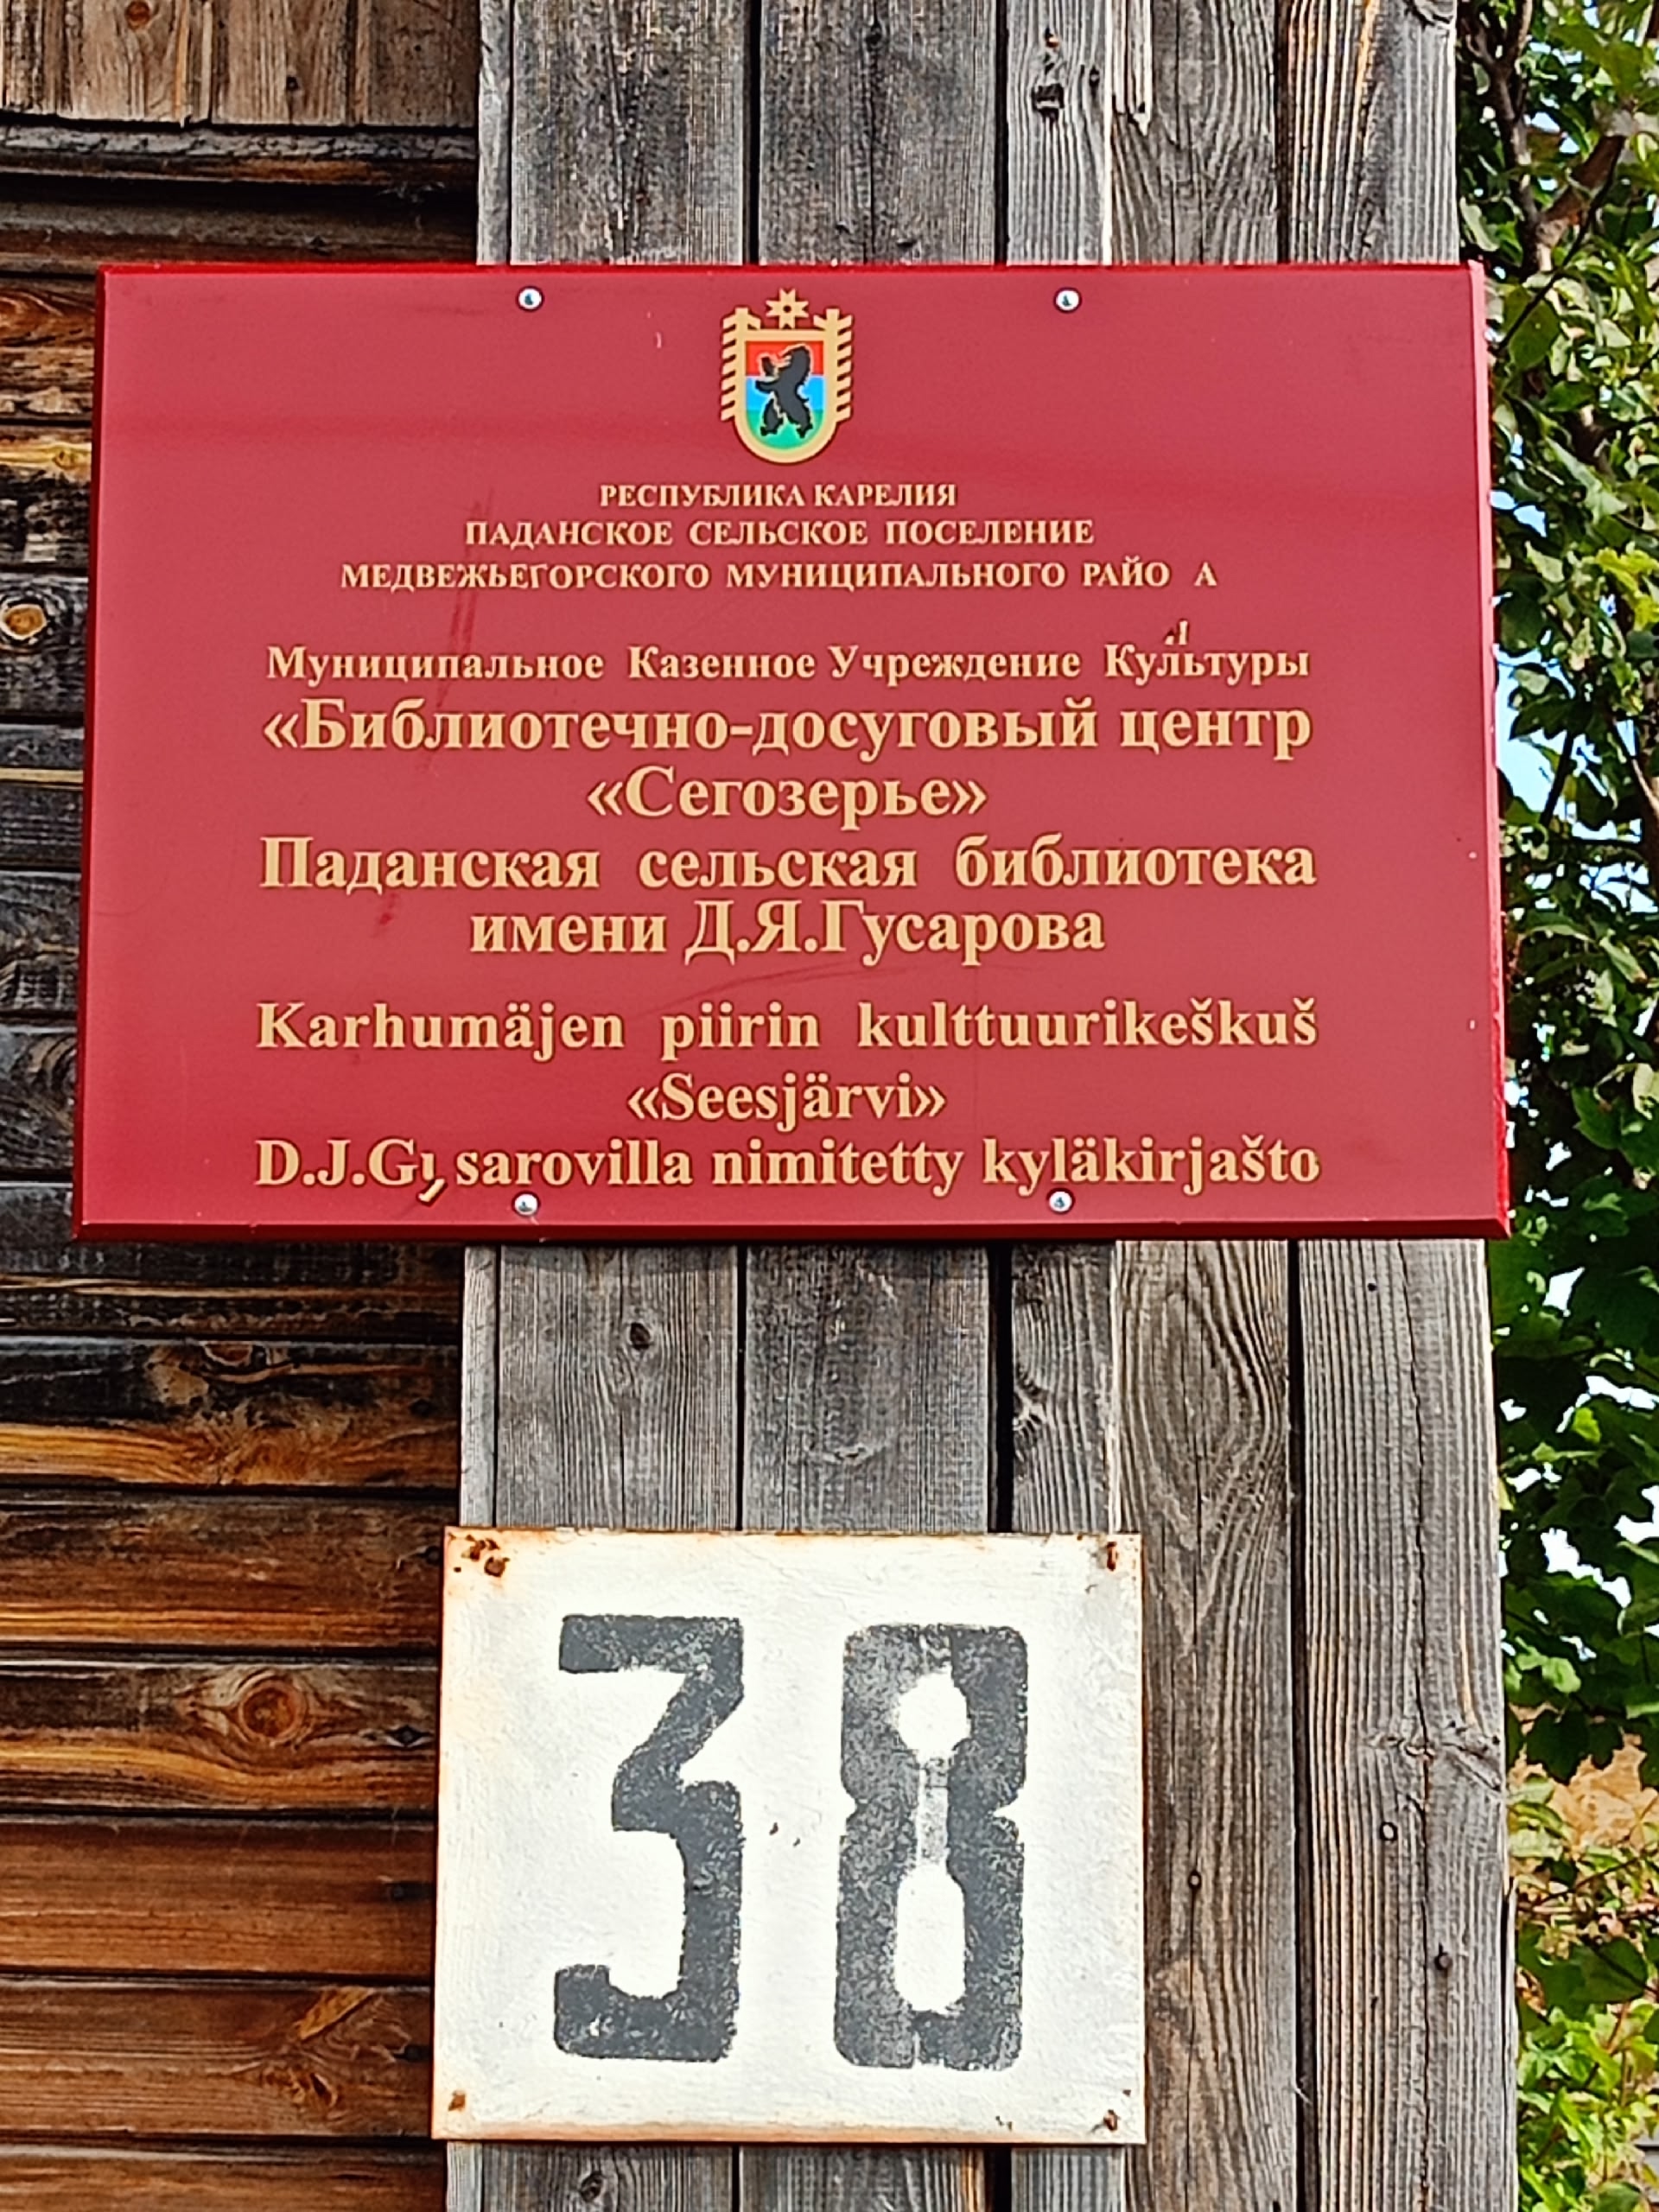 РЕСПУБЛИКА КАРЕЛИЯ
ПАДАНСКОЕ СЕЛЬСКОЕ ПОСЕЛЕНИЕ
МЕДВЕЖЬЕГОРСКОГО МУНИЦИПАЛЬНОГО РАЙО А
Муниципальное Казенное Учреждение Культуры
«Библиотечно-досуговый центр
«Сегозерье»
Паданская сельская библиотека
имени Д.Я.Гусарова
Karhumäjen piirin kulttuurikeškuš
«Seesjärvi»
D.J.Gusarovilla nimitetty kyläkirjašto
38